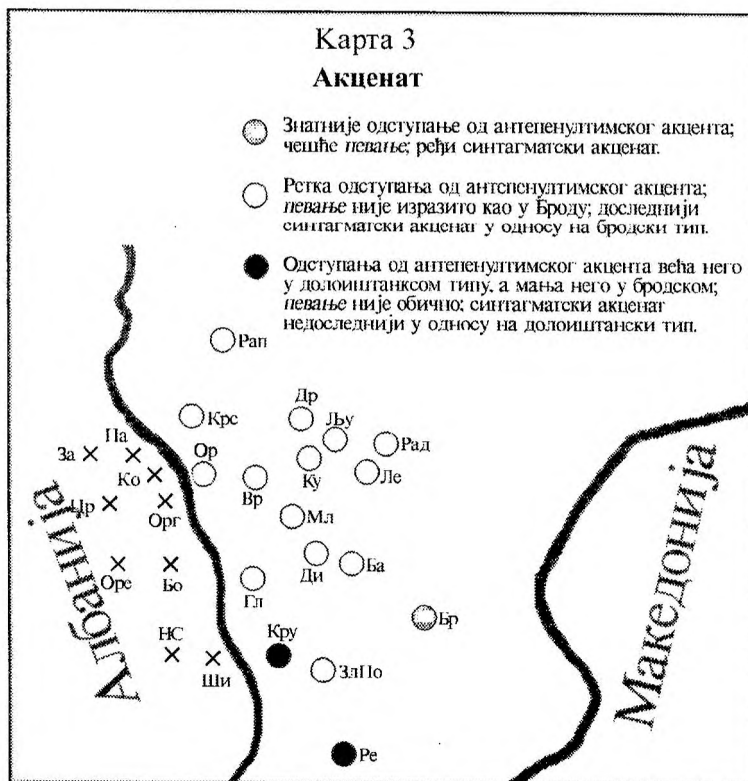 Карта 3
Акценат
Знатније одступање од антепенултимског акцента;
чешће певање; ређи синтагматски акценат.
Ретка одступања од антепенултимског акцента;
певање није изразито као у Броду; доследнији
синтагматски акценат у односу на бродски тип.
Одступања од антепенултимског акцента већа него
у долоиштанксом типу, а мања него у бродском;
певање није обично; синтагматски акценат
недоследнији у односу на долоиштански тип.
Рап
Крс
Др
Љу
Рад
За
Па
Ко
Ор
Вр
Ку
Ле
Цр
Орг
Мл
Оре
Бо
Гл
Ди
Ба
Бр
НС
Ши
Кру
ЗлПо
Ре
Албанија
Македонија